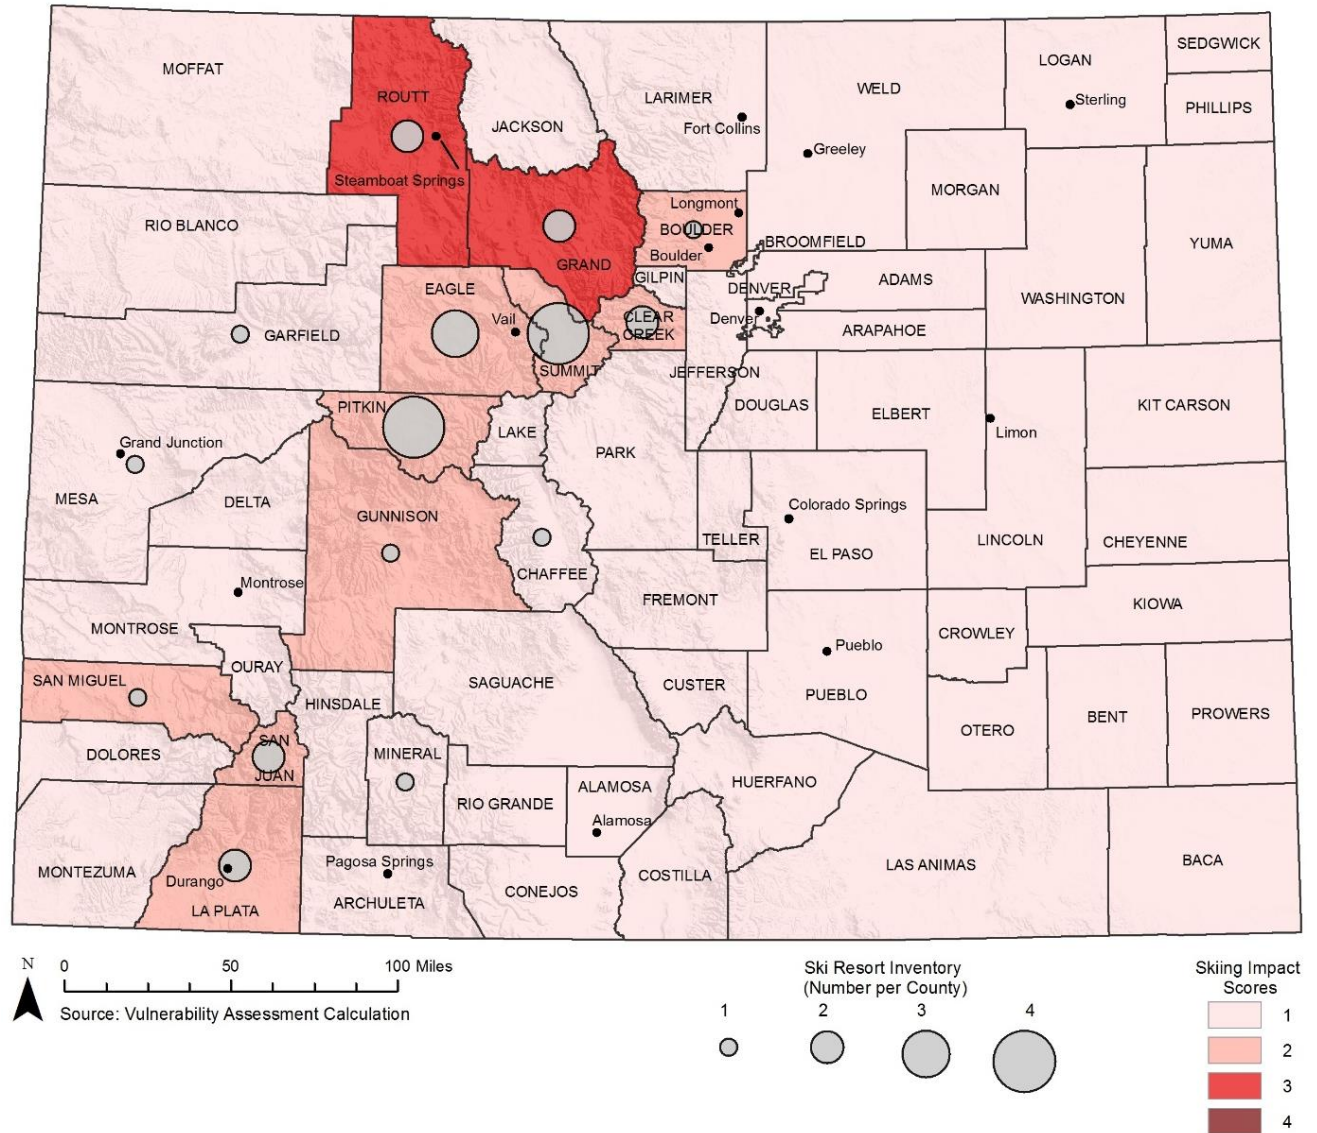 MOFFAT
ROUTT
Steamboat Springs
JACKSON
LARIMER
Fort Collins
WELD
Greeley
LOGAN
Sterling
SEDGWICK
PHILLIPS
MORGAN
RIO BLANCO
GRAND
Longmont
BOULDER
Boulder
BROOMFIELD
YUMA
WASHINGTON
GARFIELD
EAGLE
Vail
SUMMIT
GILPIN
CLEAR
CREEK
DENVER
Denver
ADAMS
ARAPAHOE
JEFFERSON
DOUGLAS
ELBERT
Limon
KIT CARSON
Grand Junction
MESA
DELTA
PITKIN
LAKE
PARK
GUNNISON
CHAFFEE
TELLER
Colorado Springs
EL PASO
LINCOLN
CHEYENNE
Montrose
MONTROSE
OURAY
FREMONT
KIOWA
CROWLEY
SAN MIGUEL
HINSDALE
SAGUACHE
CUSTER
Pueblo
PUEBLO
OTERO
BENT
PROWERS
DOLORES
SAN
JUAN
MINERAL
RIO GRANDE
ALAMOSA
Alamosa
HUERFANO
MONTEZUMA
Durango
LA PLATA
Pagosa Springs
ARCHULETA
CONEJOS
COSTILLA
LAS ANIMAS
BACA
N
0 50 100 Miles
Source: Vulnerability Assessment Calculation
Ski Resort Inventory
(Number per County)
1 2 3 4
Skiing Impact
Scores
1
2
3
4